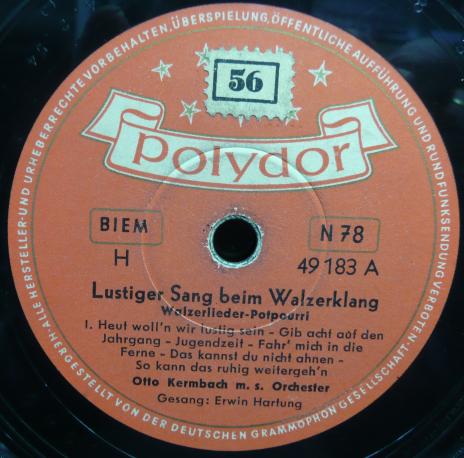 ALLE HERSTELLER- UND URHEBERRECHTE VORBEHALTEN, ÜBERSPIELUNG, ÖFFENTLICHE AUFFÜHRUNG UND RUNDFUNKSENDUNG VERBOTEN.
56
Polydor
BIEM
N 78
H
49183 A
Lustiger Sang beim Walzerklang
Walzerlieder-Potpourri
I. Heut woll'n wir lustig sein - Gib acht aöf den
Jahrgang - Jugendzeit - Fahr' mich in die
Ferne - Das kannst du nicht ahnen -
So kann das ruhig weitergeh'n
Otto Kermbach m. s. Orchester
Gesang: Erwin Hartung
HERGESTELLT VON DER DEUTSCHEN GRAMMOPHON GESELLSCHAFT